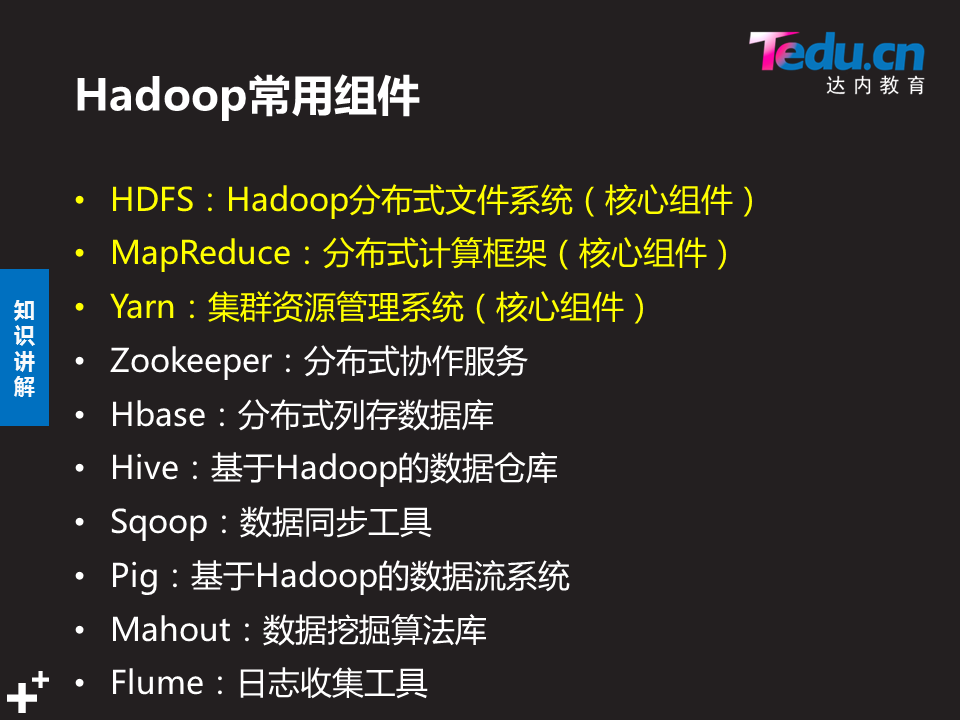 Tedu.cn
达内教育
Hadoop常用组件
• HDFS：Hadoop分布式文件系统（核心组件）
• MapReduce：分布式计算框架（核心组件）
• Yarn：集群资源管理系统（核心组件）
• Zookeeper：分布式协作服务
• Hbase：分布式列存数据库
• Hive：基于Hadoop的数据仓库
• Sqoop：数据同步工具
• Pig：基于Hadoop的数据流系统
• Mahout：数据挖掘算法库
• Flume：日志收集工具
知识讲解